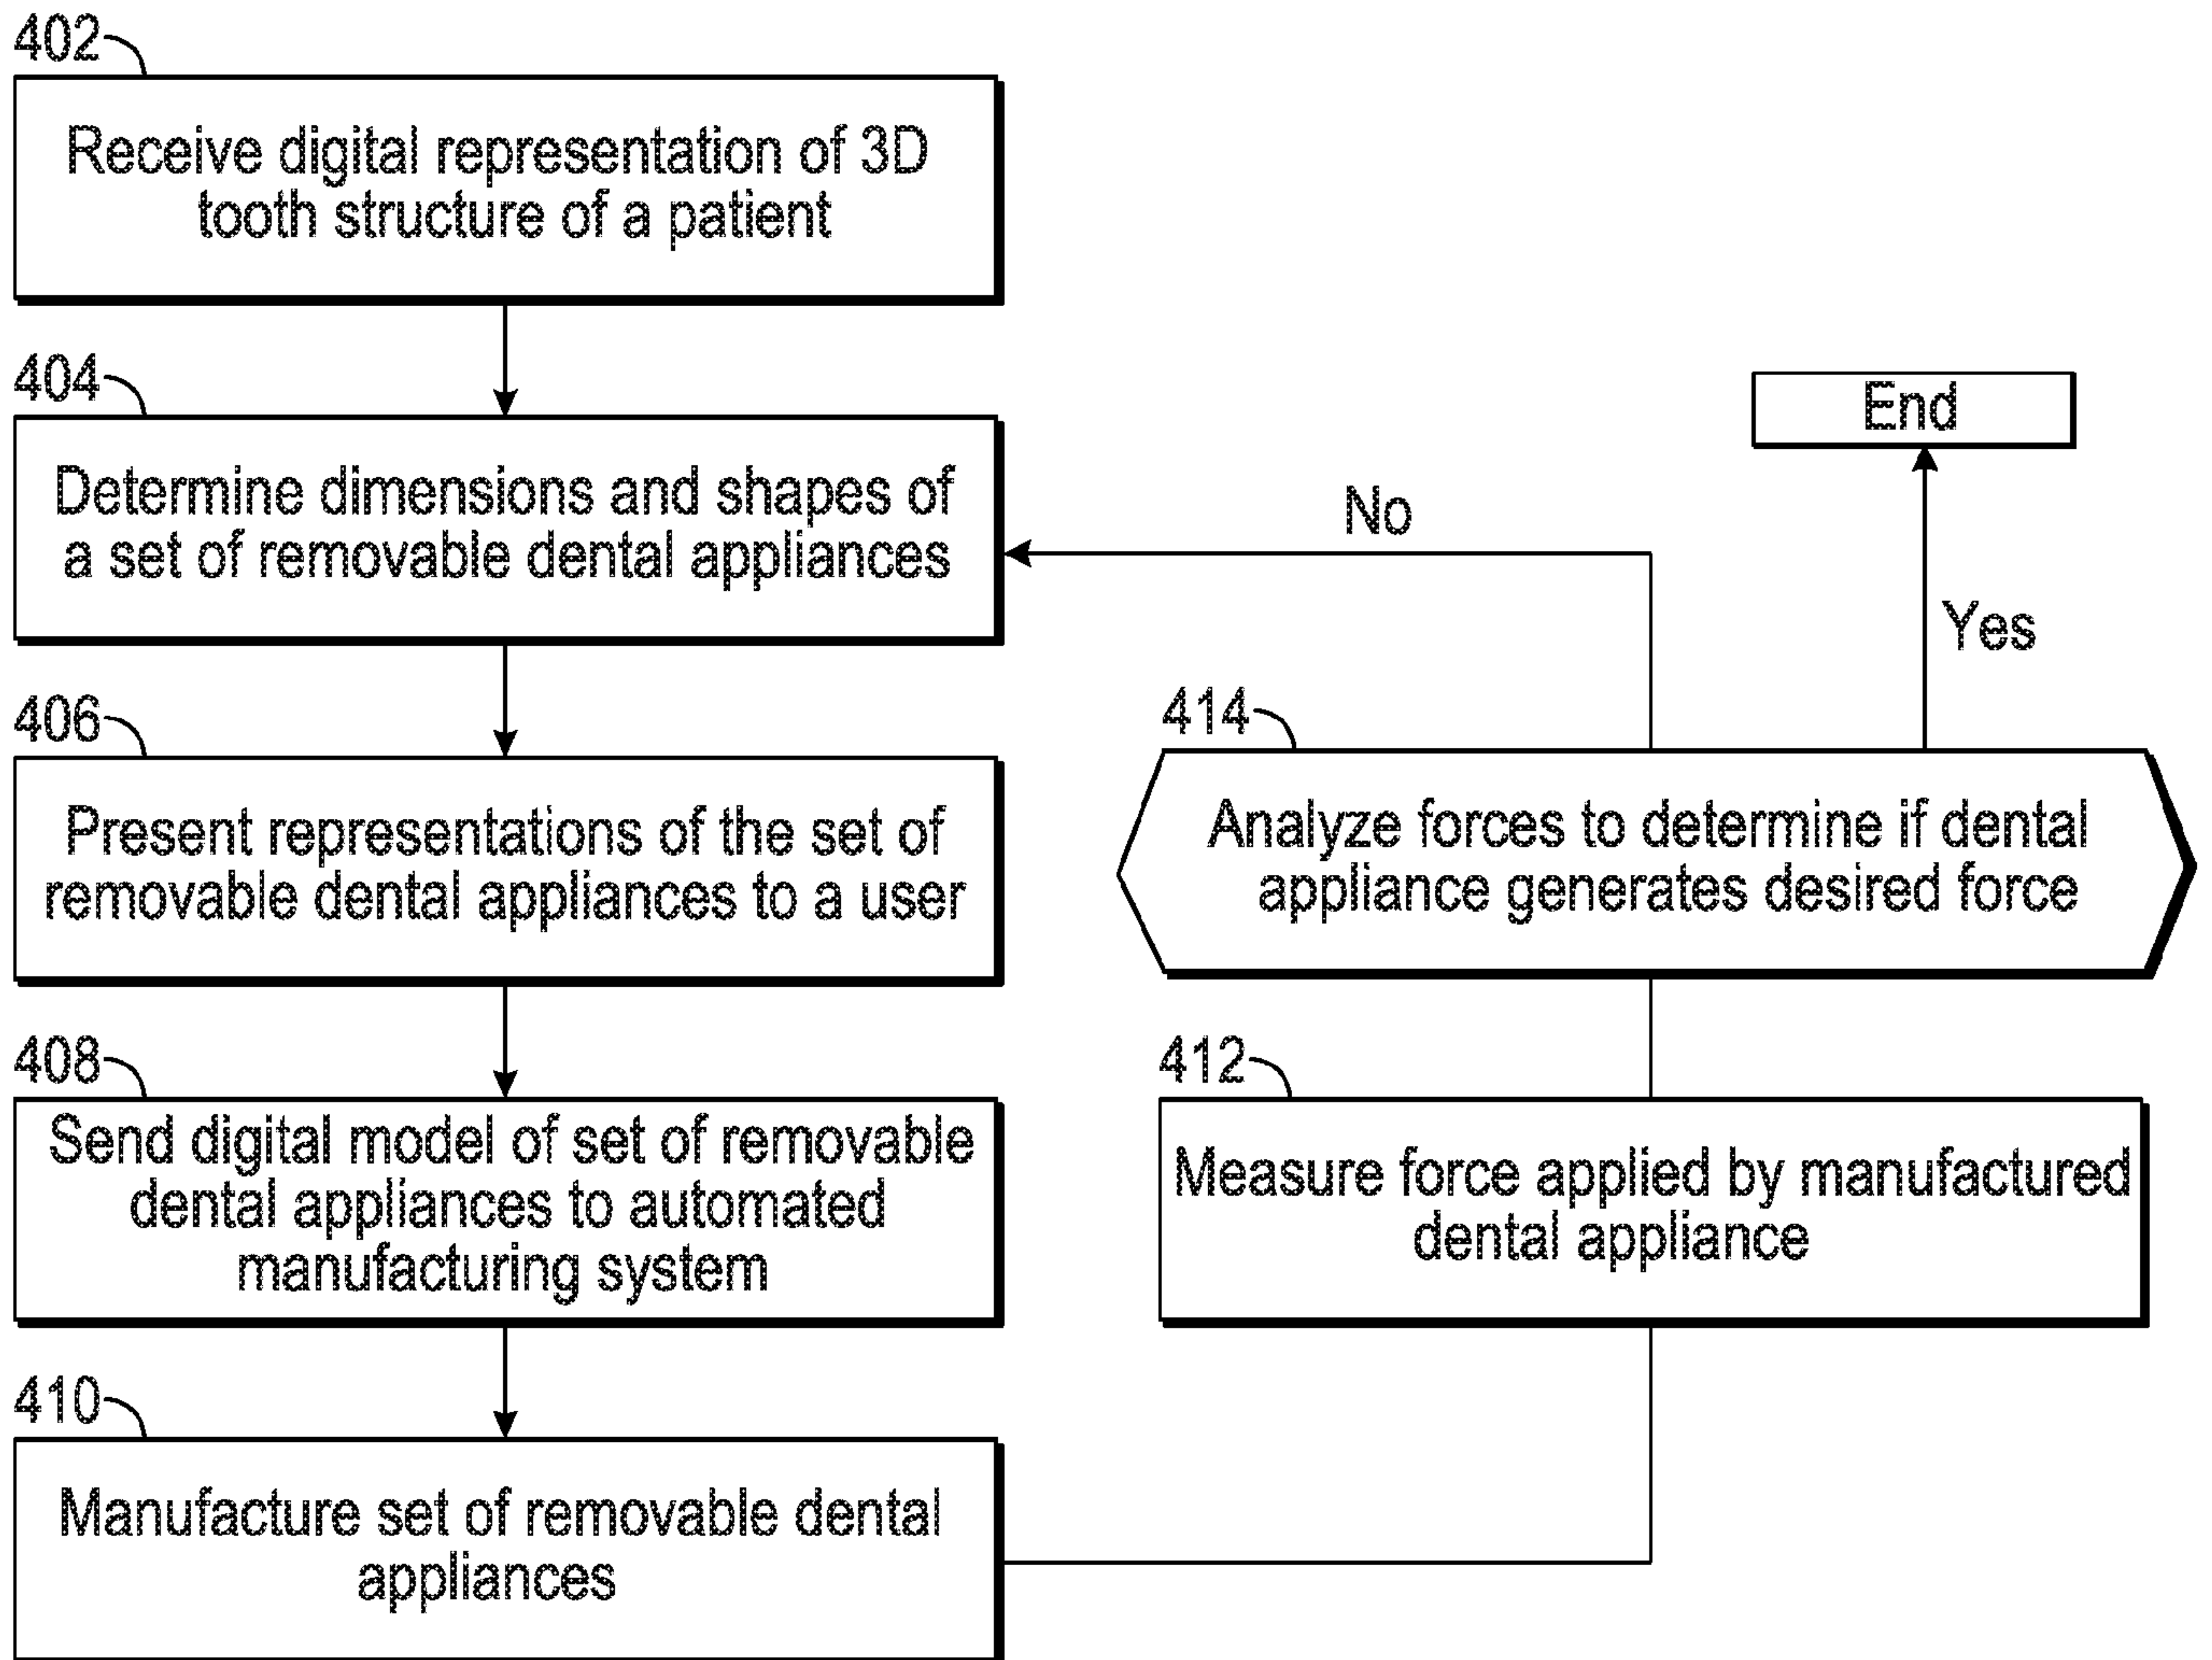 402
Receive digital representation of 3D
tooth structure of a patient
404
Determine dimensions and shapes of
a set of removable dental appliances
406
Present representations of the set of
removable dental appliances to a user
408
Send digital model of set of removable
dental appliances to automated
manufacturing system
410
Manufacture set of removable dental
appliances
412
Measure force applied by manufactured
dental appliance
414
Analyze forces to determine if dental
appliance generates desired force
No
Yes
End